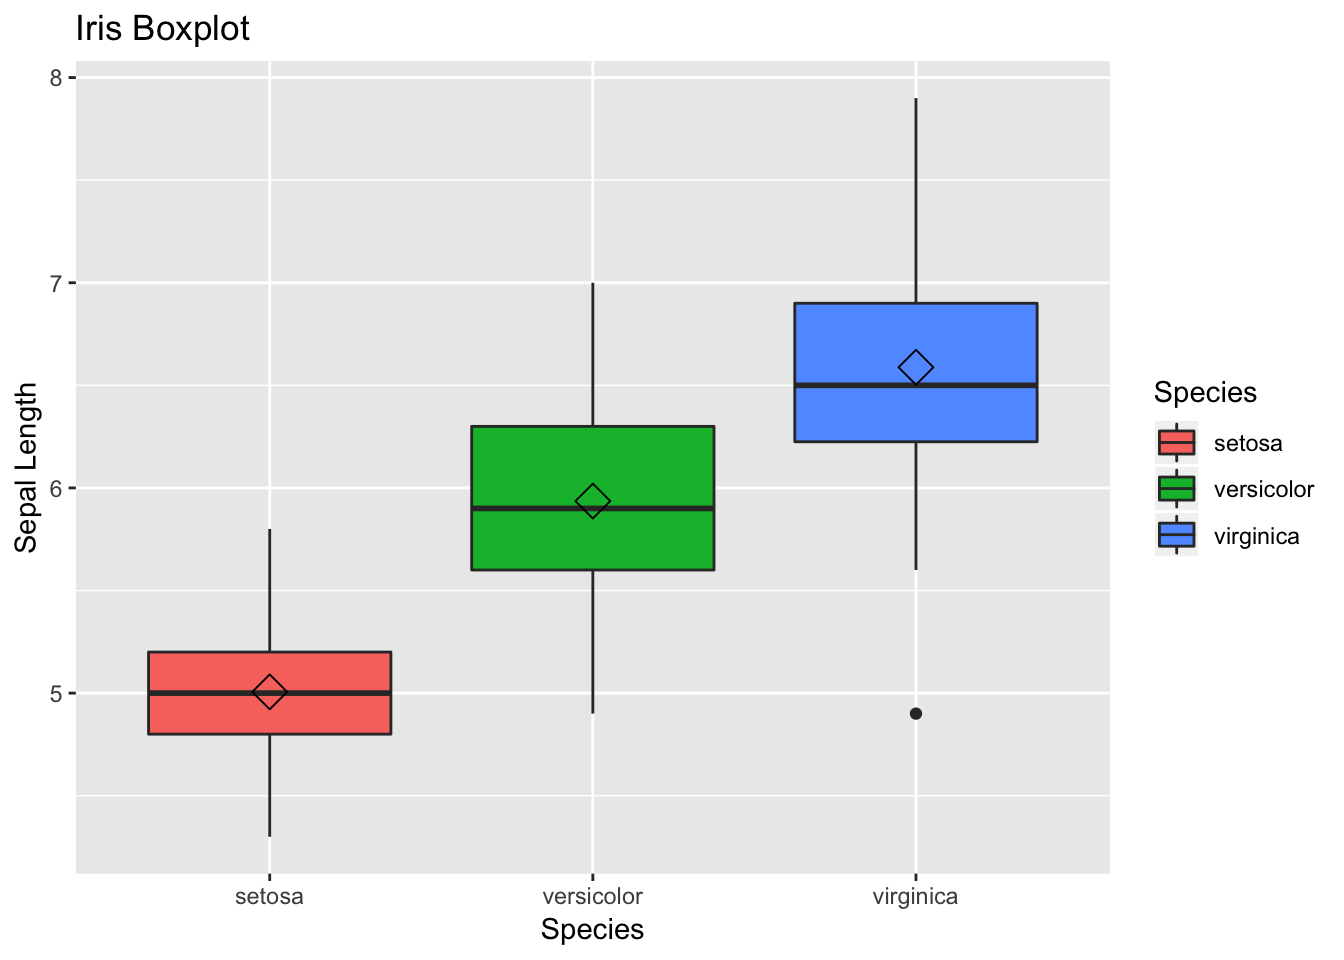 Iris Boxplot
8
7
6
5
Sepal Length
setosa
versicolor
virginica
Species
Species
setosa
versicolor
virginica